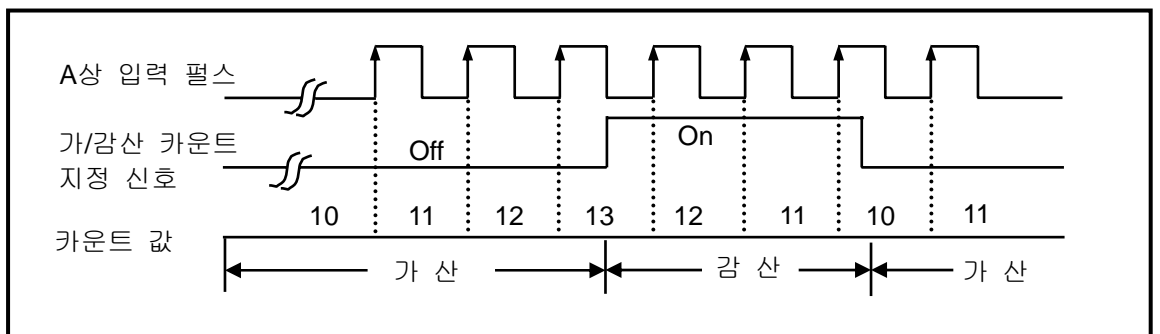 A상 입력 펄스
가/감산 카운트
지정 신호
Off
On
카운트 값
10 11 12 13 12 11 10 11
가 산 감 산 가 산